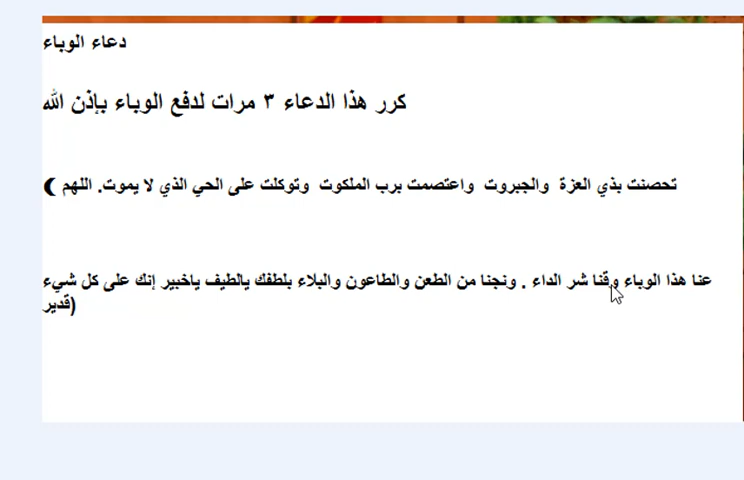 دعاء الوباء
كرر هذا الدعاء ٣ مرات لدفع الوباء بإذن الله
تحصنت بذي العزة والجبروت واعتصمت برب الملكوت وتوكلت على الحي الذي لا يموت. اللهم (
عنا هذا الوباء وقنا شر الداء . ونجنا من الطعن والطاعون والبلاء بلطفك يالطيف ياخبير إنك على كل شيء
قدير)